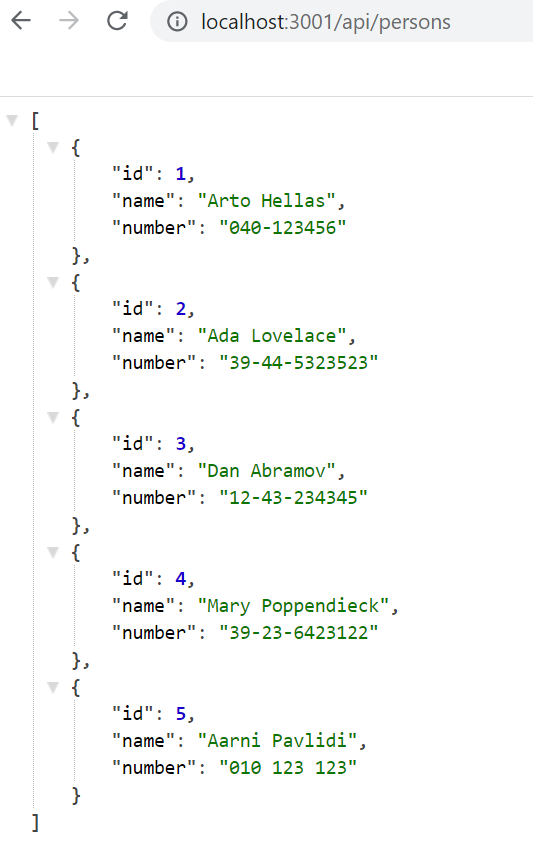 localhost:3001/api/persons
[
{
"id": 1,
"name": "Arto Hellas",
"number": "040-123456"
},
{
"id": 2,
"name": "Ada Lovelace",
"number": "39-44-5323523"
},
{
"id": 3,
"name": "Dan Abramov",
"number": "12-43-234345"
},
{
"id": 4,
"name": "Mary Poppendieck",
"number": "39-23-6423122"
},
{
"id": 5,
"name": "Aarni Pavlidi",
"number": "010 123 123"
}
]